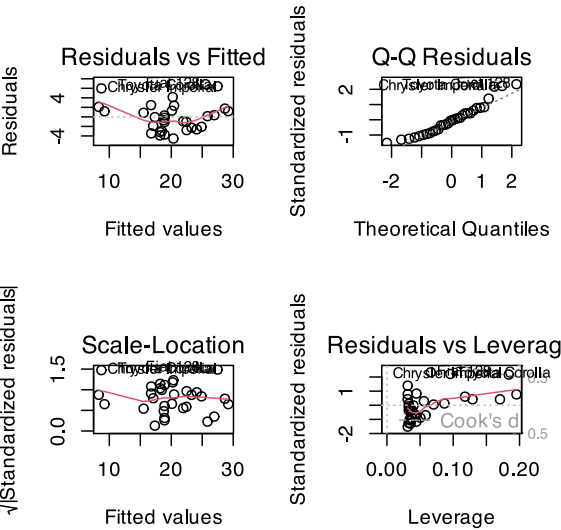 Residuals vs Fitted
Residuals
4
-4
10
20
30
Fitted values
Q-Q Residuals
Standardized residuals
2
-1
-2
0
1
2
Theoretical Quantiles
Scale-Location
√|Standardized residuals|
1.5
0.0
10
20
30
Fitted values
Residuals vs Leverag
Standardized residuals
1
-2
Cook's d
0.5
0.5
0.00
0.10
0.20
Leverage